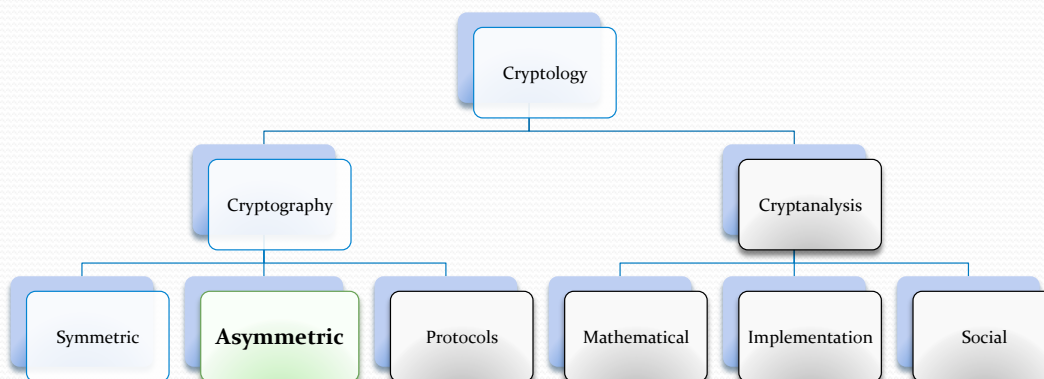 Cryptology
Cryptography
Cryptanalysis
Symmetric
Asymmetric
Protocols
Mathematical
Implementation
Social